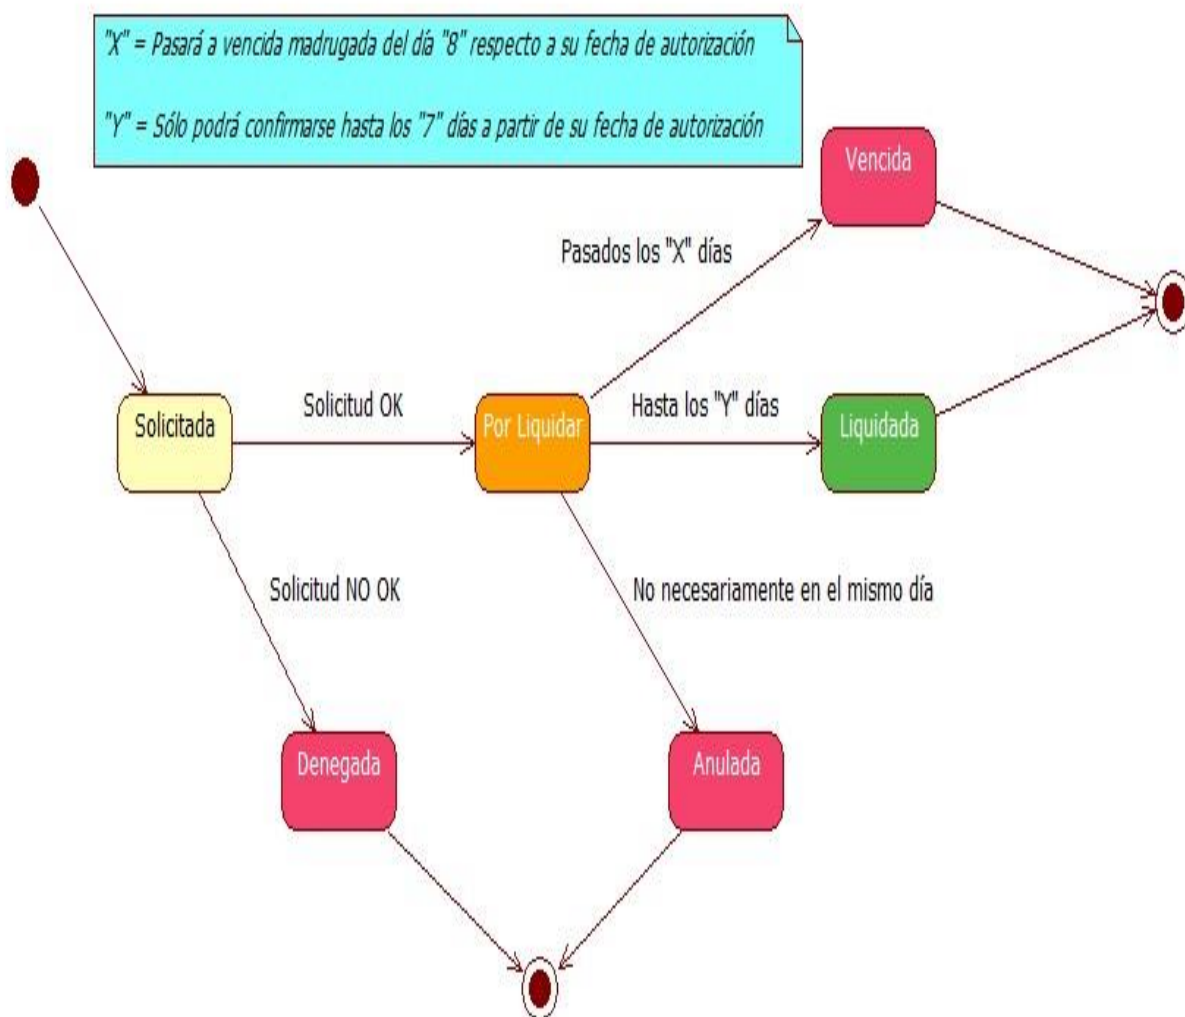 "X" = Pasará a vencida madrugada del día "8" respecto a su fecha de autorización
"Y" = Sólo podrá confirmarse hasta los "7" días a partir de su fecha de autorización
Vencida
Pasados los "X" días
Solicitada
Solicitud OK
Por Liquidar
Hasta los "Y" días
Liquidada
Solicitud NO OK
No necesariamente en el mismo día
Denegada
Anulada